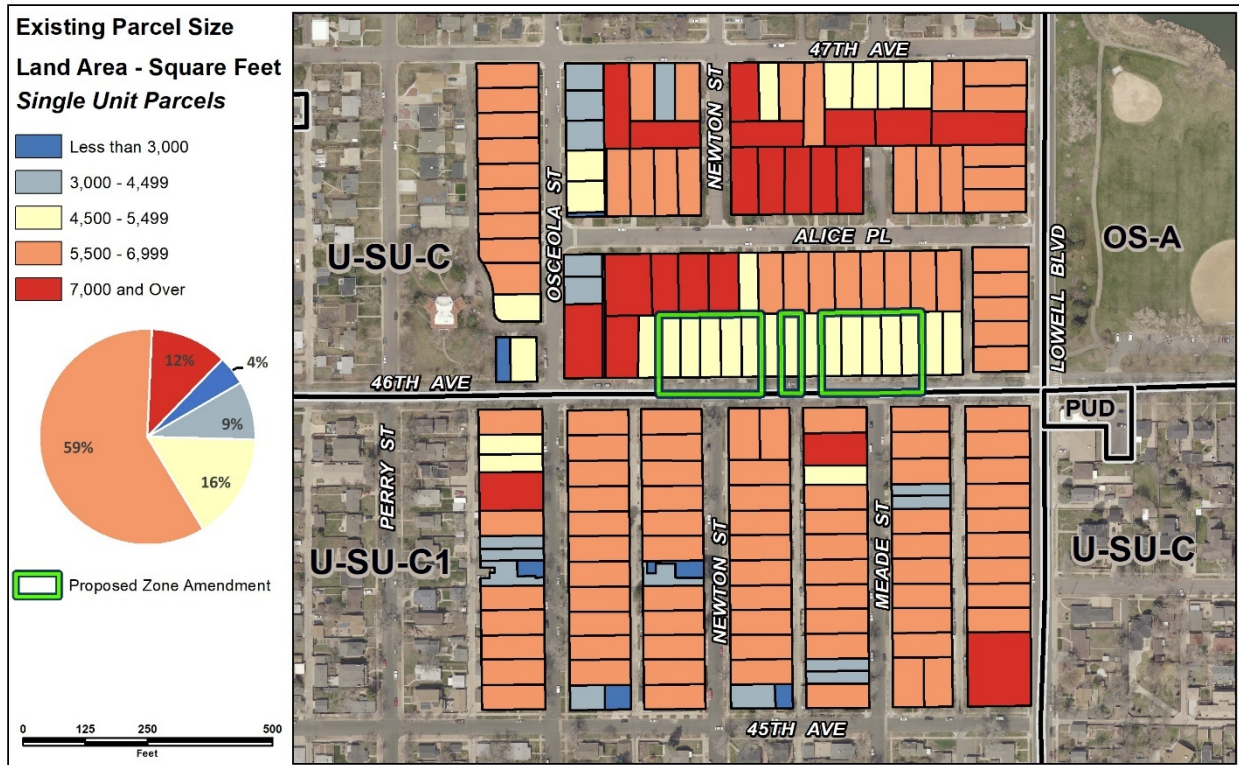 Existing Parcel Size
Land Area - Square Feet
Single Unit Parcels
Less than 3,000
3,000 - 4,499
4,500 - 5,499
5,500 - 6,999
7,000 and Over
12%
4%
9%
16%
59%
Proposed Zone Amendment
0 125 250 500
Feet
47TH AVE
NEWTON ST
OSCEOLA ST
ALICE PL
U-SU-C
OS-A
LOWELL BLVD
46TH AVE
PUD
PERRY ST
NEWTON ST
MEADE ST
U-SU-C1
U-SU-C
45TH AVE